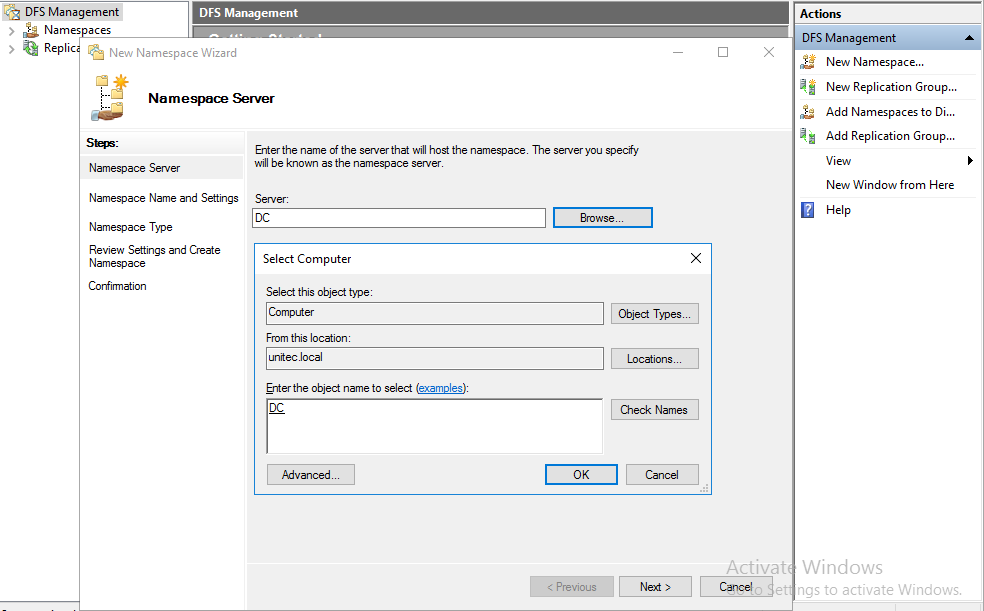 DFS Management
Namespaces
Replica
DFS Management
Getting Started
New Namespace Wizard
Namespace Server
Steps:
Namespace Server
Namespace Name and Settings
Namespace Type
Review Settings and Create
Namespace
Confirmation
Enter the name of the server that will host the namespace. The server you specify
will be known as the namespace server.
Server:
DC
Browse...
Select Computer
Select this object type:
Computer
Object Types...
From this location:
unitec.local
Locations...
Enter the object name to select (examples):
DC
Check Names
Advanced...
OK
Cancel
< Previous
Next >
Cancel
Actions
DFS Management
New Namespace...
New Replication Group...
Add Namespaces to Di...
Add Replication Group...
View
New Window from Here
Help
Activate Windows
Go to Settings to activate Windows.